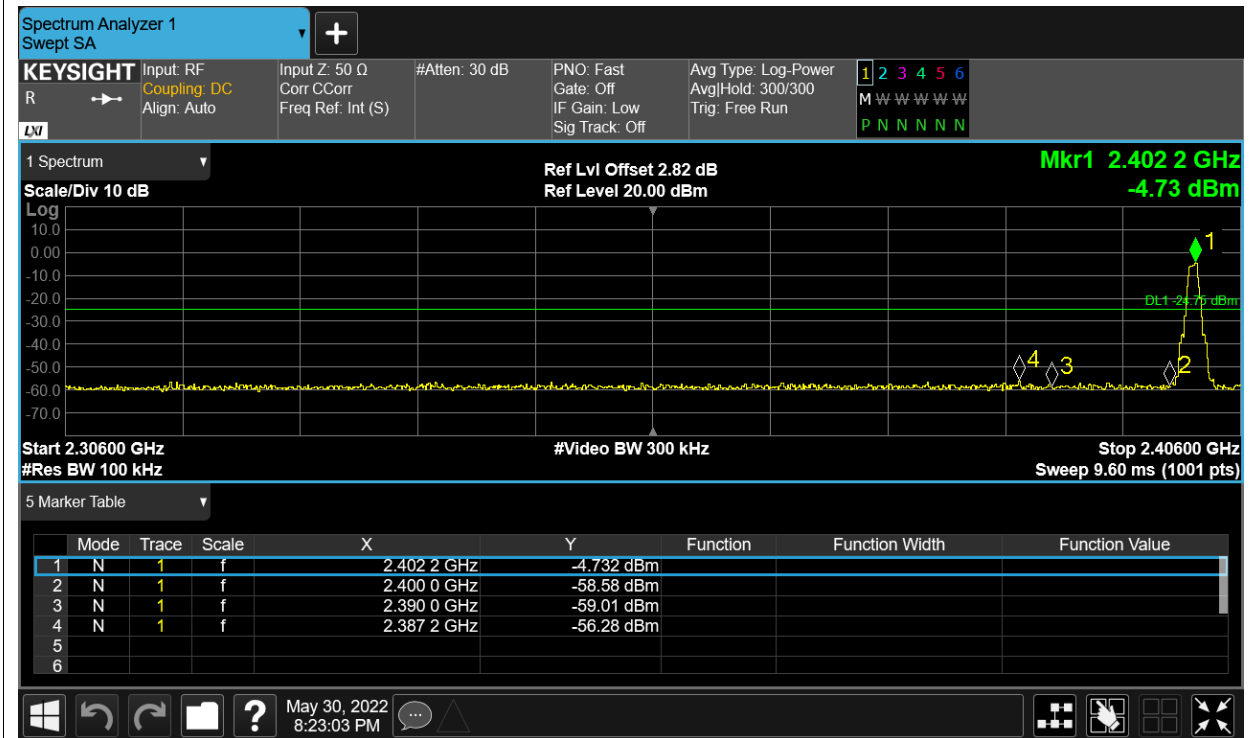 Spectrum Analyzer 1
Swept SA
+
KEYSIGHT Input: RF Input Z: 50 Ω #Atten: 30 dB PNO: Fast Avg Type: Log-Power 1 2 3 4 5 6
R Coupling: DC Corr CCorr Gate: Off Avg|Hold: 300/300 M W W W W W
Align: Auto Freq Ref: Int (S) IF Gain: Low Trig: Free Run
LXI Sig Track: Off P N N N N N
1 Spectrum Ref Lvl Offset 2.82 dB Mkr1 2.402 2 GHz
Scale/Div 10 dB Ref Level 20.00 dBm -4.73 dBm
Log
10.0
1
0.00
-10.0
-20.0
DL1 -24.75 dBm
-30.0
-40.0
-50.0
4 3 2
-60.0
-70.0
Start 2.30600 GHz #Video BW 300 kHz Stop 2.40600 GHz
#Res BW 100 kHz Sweep 9.60 ms (1001 pts)
5 Marker Table
Mode Trace Scale X Y Function Function Width Function Value
1 N 1 f 2.402 2 GHz -4.732 dBm
2 N 1 f 2.400 0 GHz -58.58 dBm
3 N 1 f 2.390 0 GHz -59.01 dBm
4 N 1 f 2.387 2 GHz -56.28 dBm
5
6
?
May 30, 2022
8:23:03 PM